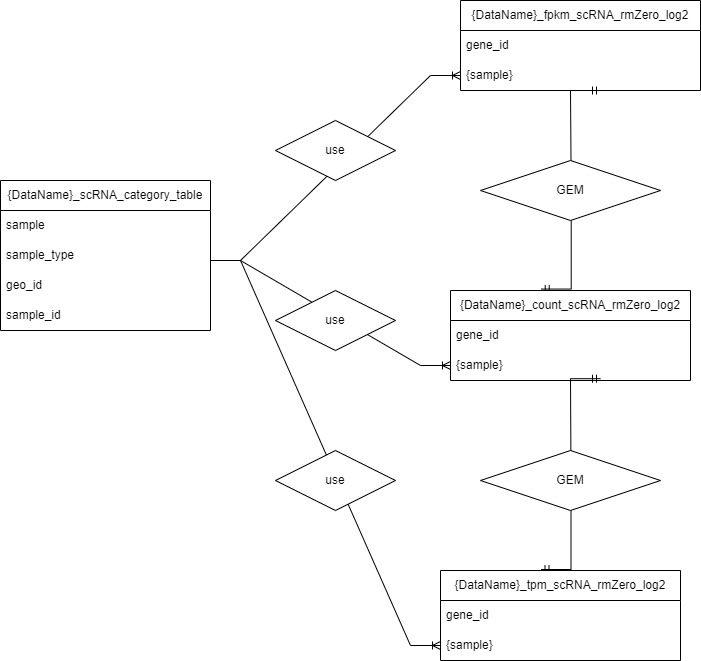 {DataName}_fpkm_scRNA_rmZero_log2
gene_id
{sample}
use
GEM
{DataName}_scRNA_category_table
sample
sample_type
geo_id
sample_id
{DataName}_count_scRNA_rmZero_log2
gene_id
{sample}
use
GEM
use
{DataName}_tpm_scRNA_rmZero_log2
gene_id
{sample}